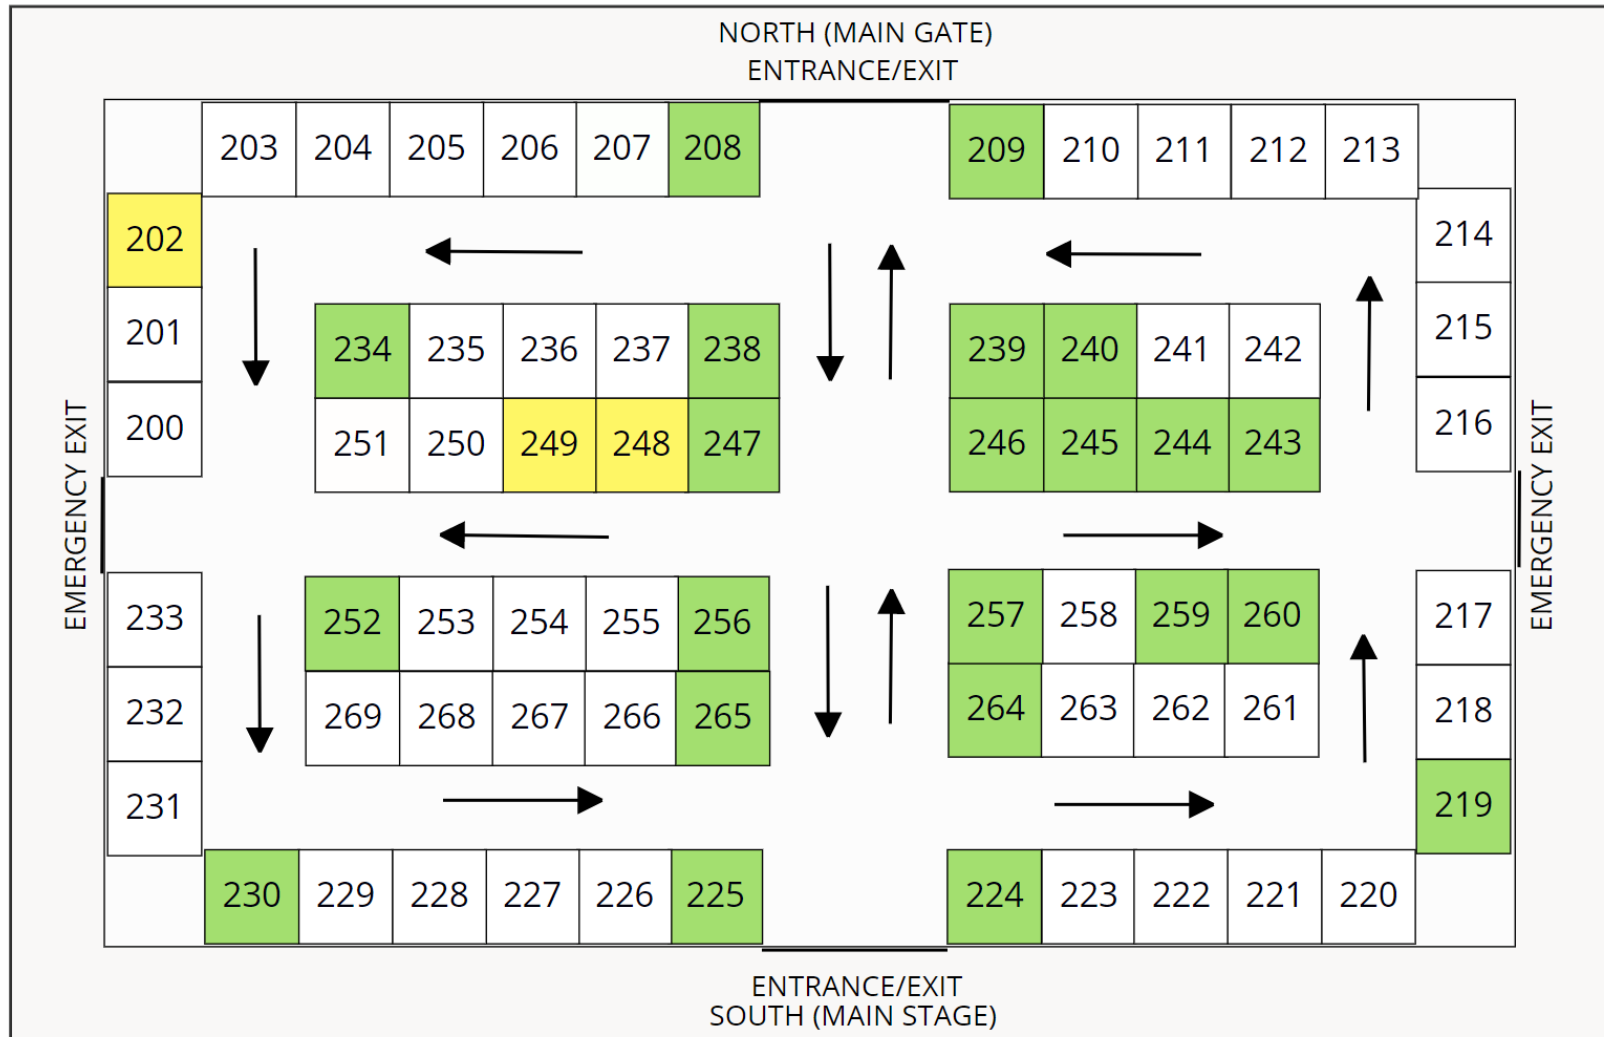 NORTH (MAIN GATE)
ENTRANCE/EXIT
203 204 205 206 207 208 209 210 211 212 213
202 214
201 215
200 216
234 235 236 237 238 239 240 241 242
251 250 249 248 247 246 245 244 243
EMERGENCY EXIT
EMERGENCY EXIT
233 217
232 218
231 219
252 253 254 255 256 257 258 259 260
269 268 267 266 265 264 263 262 261
230 229 228 227 226 225 224 223 222 221 220
ENTRANCE/EXIT
SOUTH (MAIN STAGE)